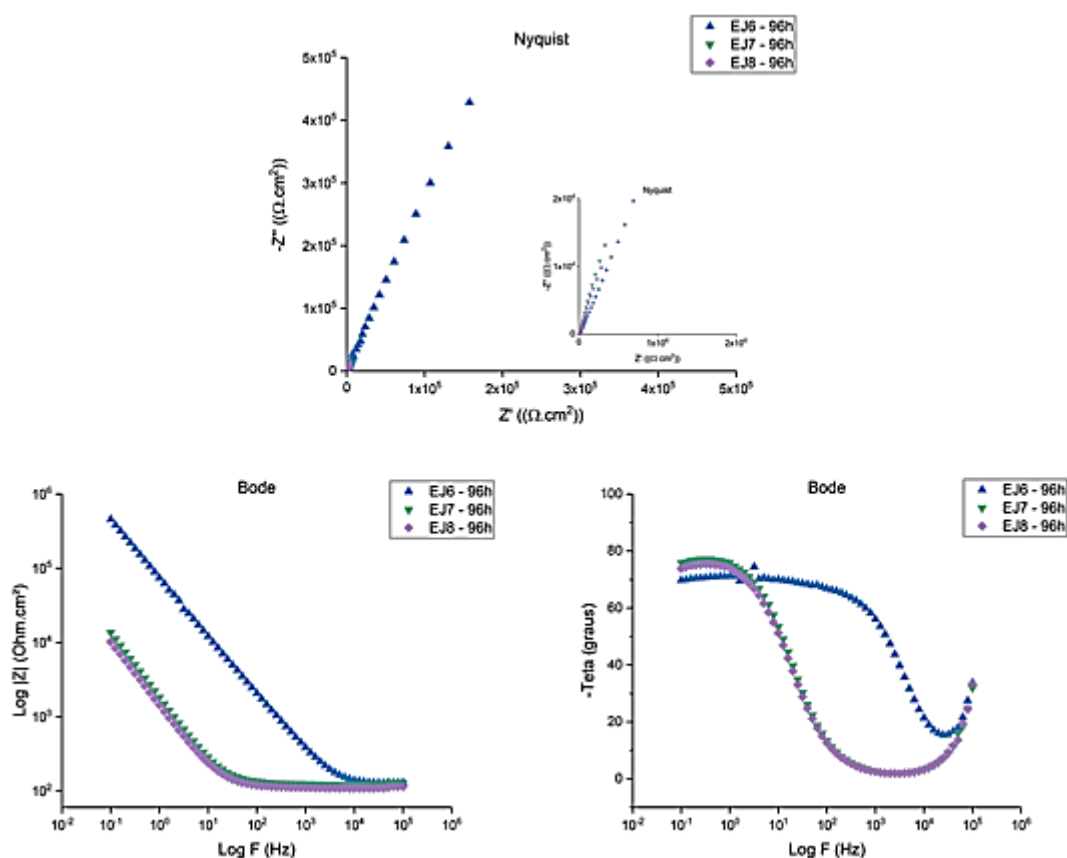 Nyquist
EJ6 - 96h
EJ7 - 96h
EJ8 - 96h
5x10⁵
4x10⁵
3x10⁵
2x10⁵
1x10⁵
0
-Z'' ((Ω.cm²))
0
1x10⁵
2x10⁵
3x10⁵
4x10⁵
5x10⁵
Z' ((Ω.cm²))
Nyquist
0
0
Z' ((Ω.cm²))
-Z'' ((Ω.cm²))
Bode
EJ6 - 96h
EJ7 - 96h
EJ8 - 96h
10⁶
10⁵
10⁴
10³
10²
Log |Z| (Ohm.cm²)
10⁻²
10⁻¹
10⁰
10¹
10²
10³
10⁴
10⁵
10⁶
Log F (Hz)
Bode
EJ6 - 96h
EJ7 - 96h
EJ8 - 96h
100
80
60
40
20
0
-Teta (graus)
10⁻²
10⁻¹
10⁰
10¹
10²
10³
10⁴
10⁵
10⁶
Log F (Hz)